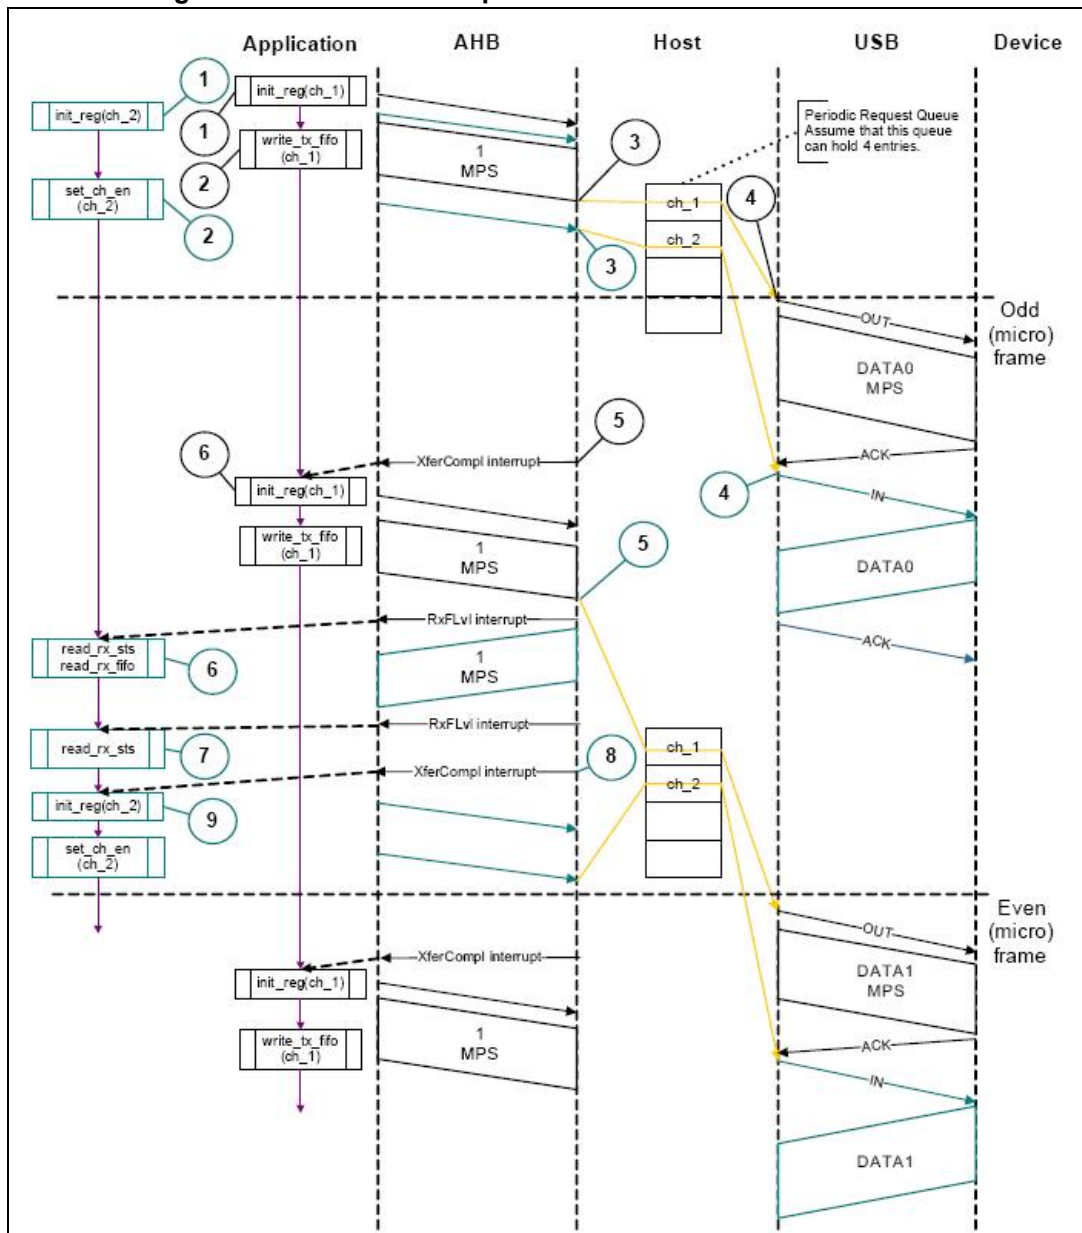 Application
AHB
Host
USB
Device
1
init_reg(ch_1)
init_reg(ch_2)
1
write_tx_fifo
(ch_1)
2
set_ch_en
(ch_2)
2
1
MPS
3
3
Periodic Request Queue
Assume that this queue
can hold 4 entries.
ch_1
ch_2
4
Odd
(micro)
frame
OUT
DATA0
MPS
ACK
5
XferCompl interrupt
6
init_reg(ch_1)
4
IN
write_tx_fifo
(ch_1)
1
MPS
5
DATA0
RxFLvl interrupt
ACK
read_rx_sts
read_rx_fifo
6
1
MPS
RxFLvl interrupt
read_rx_sts
7
8
ch_1
XferCompl interrupt
ch_2
init_reg(ch_2)
9
set_ch_en
(ch_2)
Even
(micro)
frame
OUT
XferCompl interrupt
DATA1
MPS
init_reg(ch_1)
write_tx_fifo
(ch_1)
1
MPS
ACK
IN
DATA1